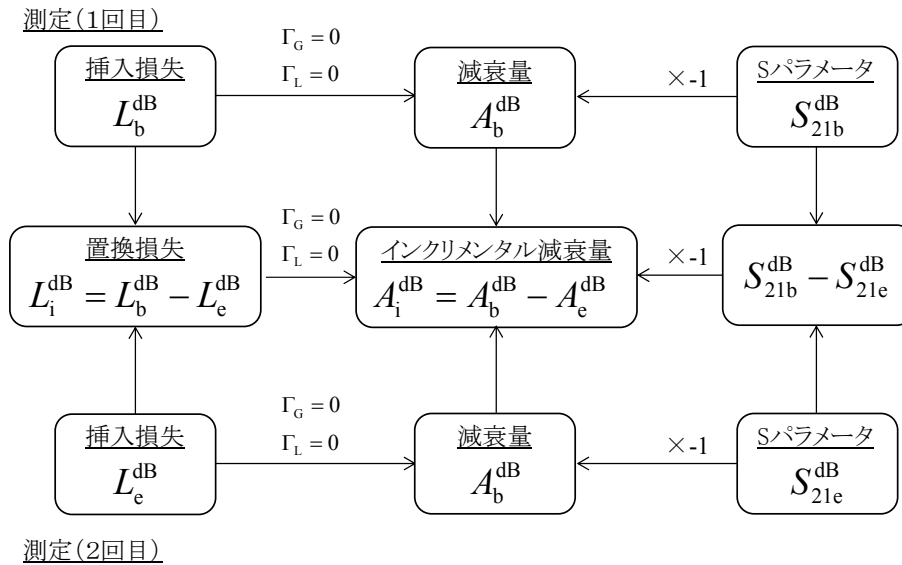 測定(1回目)
挿入損失
L_b^dB
Γ_G = 0
Γ_L = 0
減衰量
A_b^dB
×-1
Sパラメータ
S_21b^dB
置換損失
L_i^dB = L_b^dB − L_e^dB
Γ_G = 0
Γ_L = 0
インクリメンタル減衰量
A_i^dB = A_b^dB − A_e^dB
×-1
S_21b^dB − S_21e^dB
挿入損失
L_e^dB
Γ_G = 0
Γ_L = 0
減衰量
A_b^dB
×-1
Sパラメータ
S_21e^dB
測定(2回目)